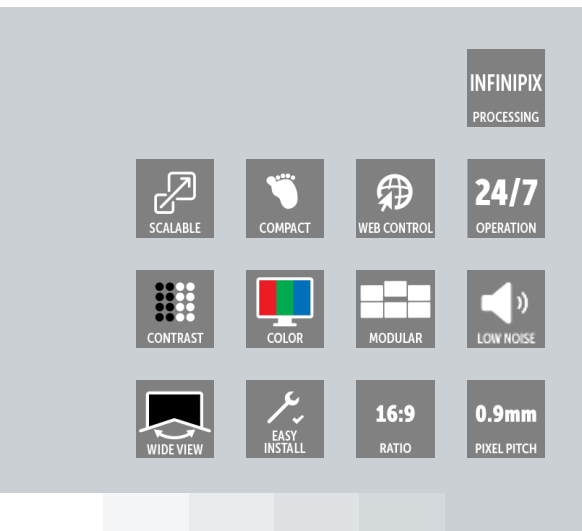 INFINIPIX
PROCESSING
SCALABLE
COMPACT
WEB CONTROL
24/7
OPERATION
CONTRAST
COLOR
MODULAR
LOW NOISE
WIDE VIEW
EASY
INSTALL
16:9
RATIO
0.9mm
PIXEL PITCH